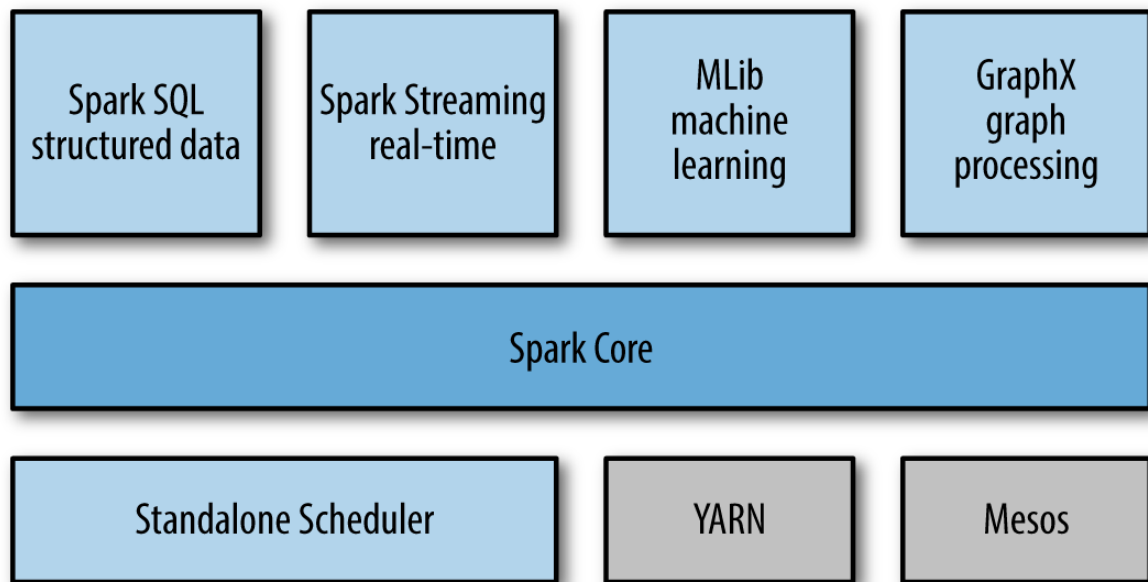 Spark SQL
structured data
Spark Streaming
real-time
MLib
machine
learning
GraphX
graph
processing
Spark Core
Standalone Scheduler
YARN
Mesos